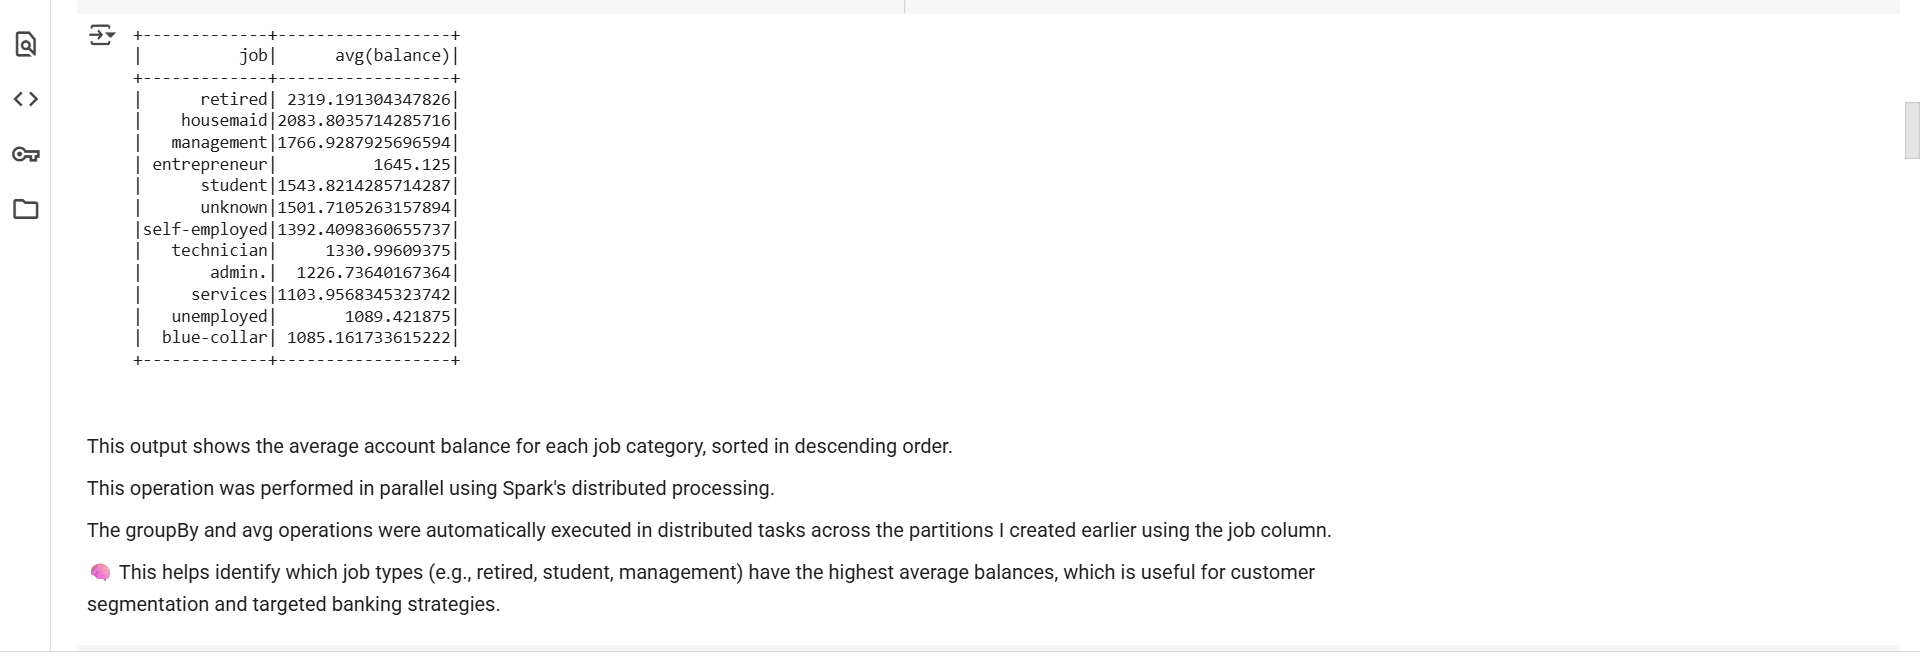 +-------------+------------------+
|          job|      avg(balance)|
+-------------+------------------+
|      retired| 2319.191304347826|
|    housemaid|2083.8035714285716|
|   management|1766.9287925696594|
| entrepreneur|          1645.125|
|      student|1543.8214285714287|
|      unknown|1501.7105263157894|
|self-employed|1392.4098360655737|
|   technician|     1330.99609375|
|       admin.|  1226.73640167364|
|     services|1103.9568345323742|
|   unemployed|       1089.421875|
|  blue-collar| 1085.161733615222|
+-------------+------------------+
This output shows the average account balance for each job category, sorted in descending order.
This operation was performed in parallel using Spark's distributed processing.
The groupBy and avg operations were automatically executed in distributed tasks across the partitions I created earlier using the job column.
🧠 This helps identify which job types (e.g., retired, student, management) have the highest average balances, which is useful for customer
segmentation and targeted banking strategies.